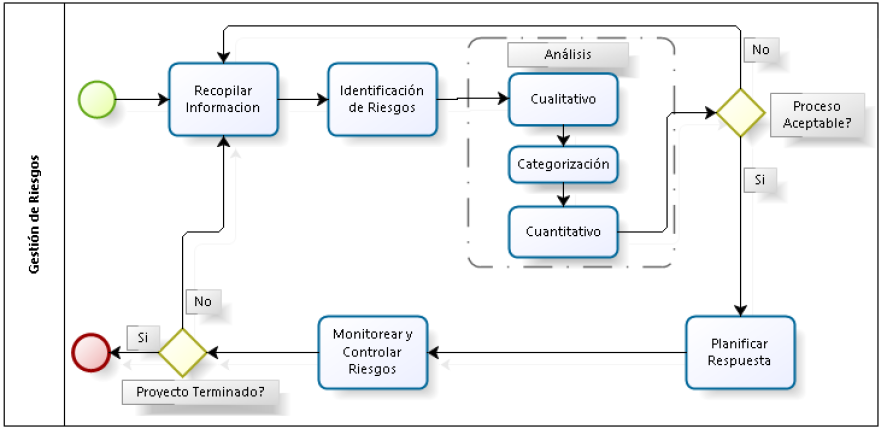 Gestión de Riesgos
Recopilar
Informacion
Identificación
de Riesgos
Análisis
Cualitativo
Categorización
Cuantitativo
No
Proceso
Aceptable?
Si
Planificar
Respuesta
Monitorear y
Controlar
Riesgos
No
Si
Proyecto Terminado?